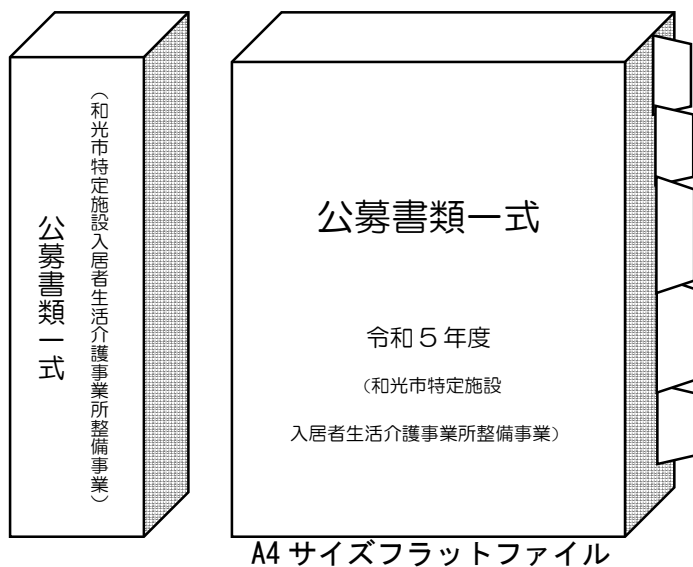 公募書類一式
（和光市特定施設入居者生活介護事業所整備事業）
公募書類一式
令和５年度
（和光市特定施設
入居者生活介護事業所整備事業）
A4サイズフラットファイル